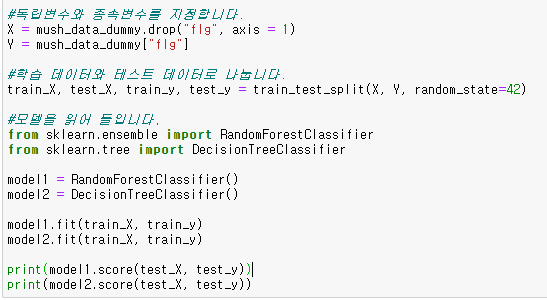 #독립변수와 종속변수를 지정합니다.
X = mush_data_dummy.drop("flg", axis = 1)
Y = mush_data_dummy["flg"]
#학습 데이터와 테스트 데이터로 나눕니다.
train_X, test_X, train_y, test_y = train_test_split(X, Y, random_state=42)
#모델을 읽어 들입니다.
from sklearn.ensemble import RandomForestClassifier
from sklearn.tree import DecisionTreeClassifier
model1 = RandomForestClassifier()
model2 = DecisionTreeClassifier()
model1.fit(train_X, train_y)
model2.fit(train_X, train_y)
print(model1.score(test_X, test_y))
print(model2.score(test_X, test_y))